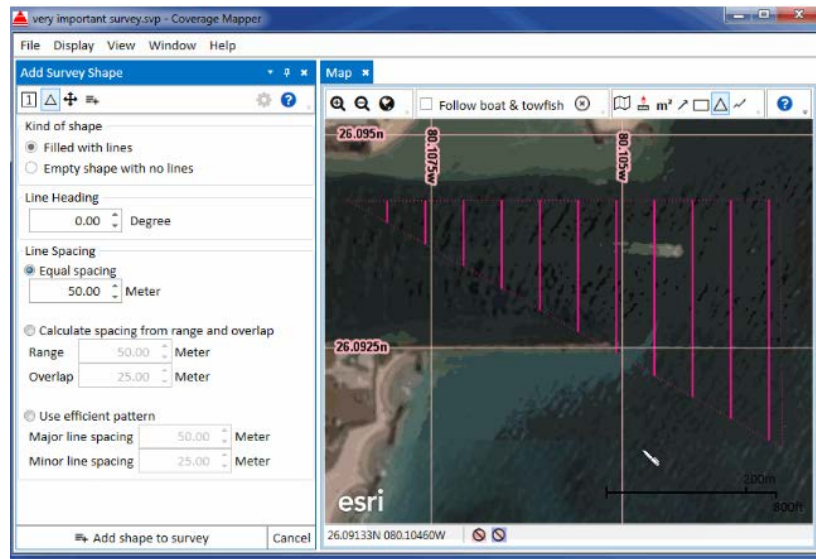 very important survey.svp - Coverage Mapper
File Display View Window Help
Add Survey Shape
Map
1
Follow boat & towfish
m²
Kind of shape
Filled with lines
Empty shape with no lines
Line Heading
0.00 Degree
Line Spacing
Equal spacing
50.00 Meter
Calculate spacing from range and overlap
Range 50.00 Meter
Overlap 25.00 Meter
Use efficient pattern
Major line spacing 50.00 Meter
Minor line spacing 25.00 Meter
Add shape to survey
Cancel
26.095n
80.1075w
80.105w
26.0925n
200m
800ft
esri
26.09133N 080.10460W